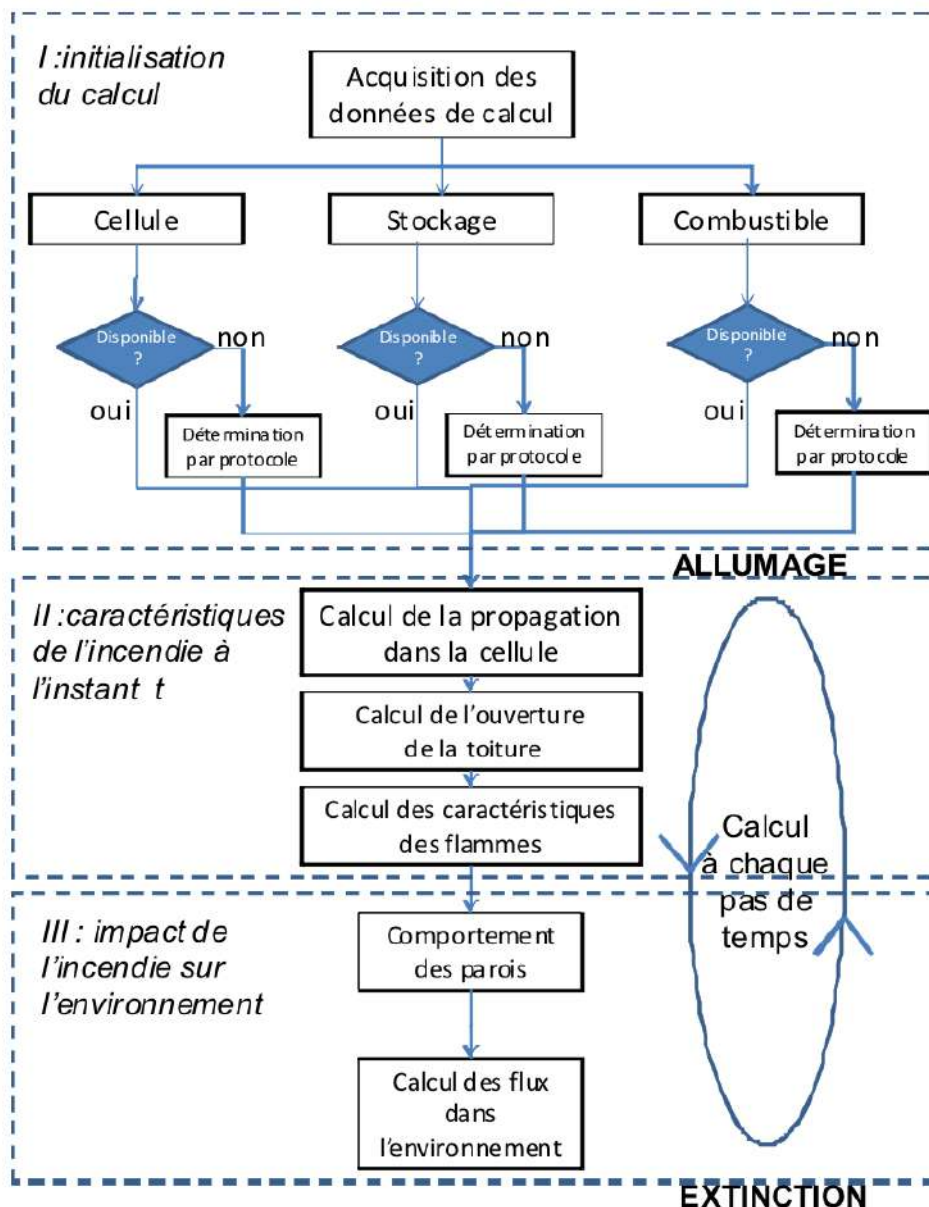 I :initialisation
du calcul
Acquisition des
données de calcul
Cellule
Stockage
Combustible
Disponible
?
non
oui
Détermination
par protocole
Disponible
?
non
oui
Détermination
par protocole
Disponible
?
non
oui
Détermination
par protocole
ALLUMAGE
II :caractéristiques
de l'incendie à
l'instant t
Calcul de la propagation
dans la cellule
Calcul de l'ouverture
de la toiture
Calcul des caractéristiques
des flammes
Calcul
à chaque
pas de
temps
III : impact de
l'incendie sur
l'environnement
Comportement
des parois
Calcul des flux
dans
l'environnement
EXTINCTION